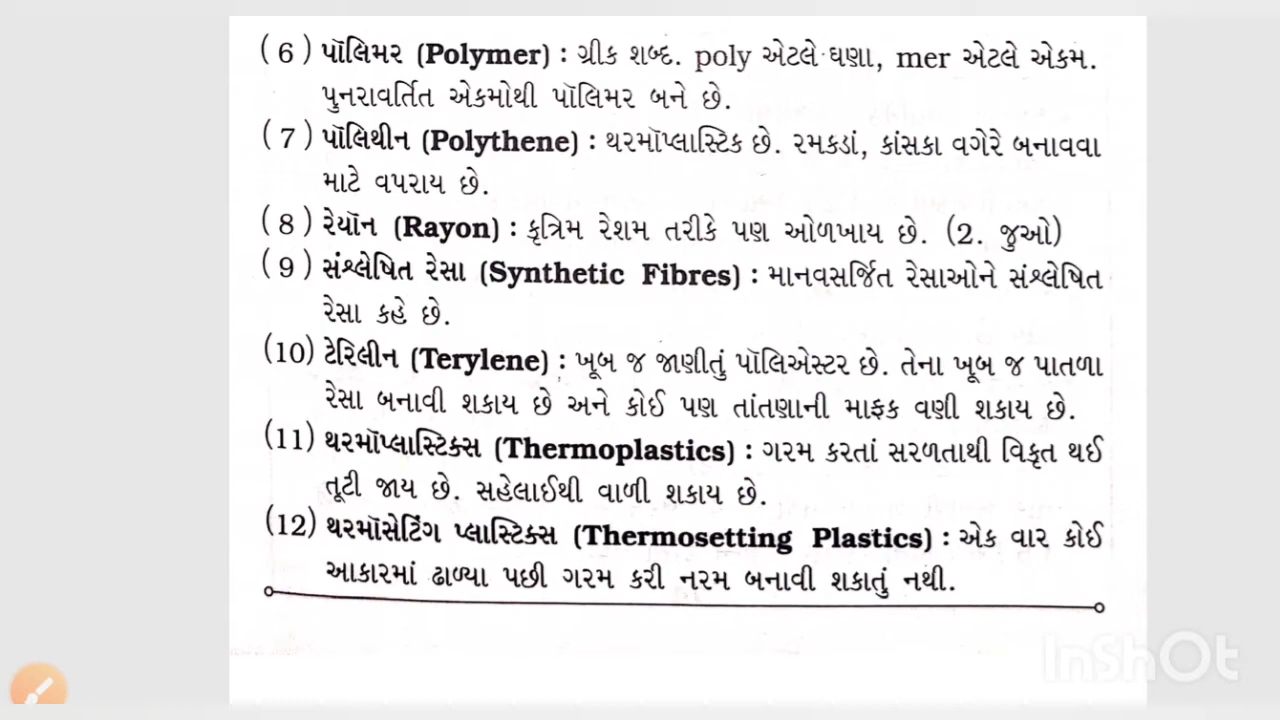 (6) પૉલિમર (Polymer) : ગ્રીક શબ્દ. poly એટલે ઘણા, mer એટલે એકમ.
પુનરાવર્તિત એકમોથી પૉલિમર બને છે.
(7) પૉલિથીન (Polythene) : થરમૉપ્લાસ્ટિક છે. રમકડાં, કાંસકા વગેરે બનાવવા
માટે વપરાય છે.
(8) રેયૉન (Rayon) : કૃત્રિમ રેશમ તરીકે પણ ઓળખાય છે. (2. જુઓ)
(9) સંશ્લેષિત રેસા (Synthetic Fibres) : માનવસર્જિત રેસાઓને સંશ્લેષિત
રેસા કહે છે.
(10) ટેરિલીન (Terylene) : ખૂબ જ જાણીતું પૉલિએસ્ટર છે. તેના ખૂબ જ પાતળા
રેસા બનાવી શકાય છે અને કોઈ પણ તાંતણાની માફક વણી શકાય છે.
(11) થરમૉપ્લાસ્ટિક્સ (Thermoplastics) : ગરમ કરતાં સરળતાથી વિકૃત થઈ
તૂટી જાય છે. સહેલાઈથી વાળી શકાય છે.
(12) થરમૉસેટિંગ પ્લાસ્ટિક્સ (Thermosetting Plastics) : એક વાર કોઈ
આકારમાં ઢાળ્યા પછી ગરમ કરી નરમ બનાવી શકાતું નથી.
InShOt